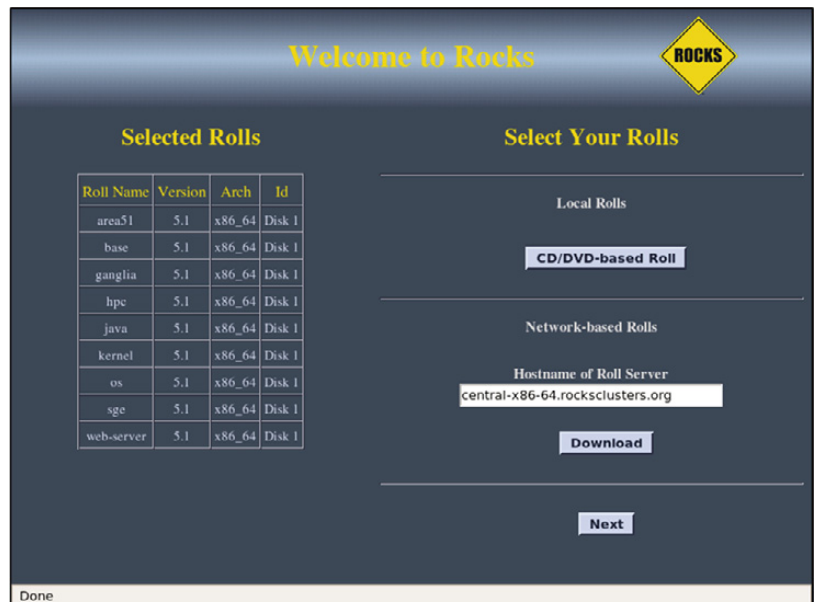 Welcome to Rocks
ROCKS
Selected Rolls
Roll Name Version Arch Id
area51 5.1 x86_64 Disk 1
base 5.1 x86_64 Disk 1
ganglia 5.1 x86_64 Disk 1
hpc 5.1 x86_64 Disk 1
java 5.1 x86_64 Disk 1
kernel 5.1 x86_64 Disk 1
os 5.1 x86_64 Disk 1
sge 5.1 x86_64 Disk 1
web-server 5.1 x86_64 Disk 1
Select Your Rolls
Local Rolls
CD/DVD-based Roll
Network-based Rolls
Hostname of Roll Server
central-x86-64.rocksclusters.org
Download
Next
Done